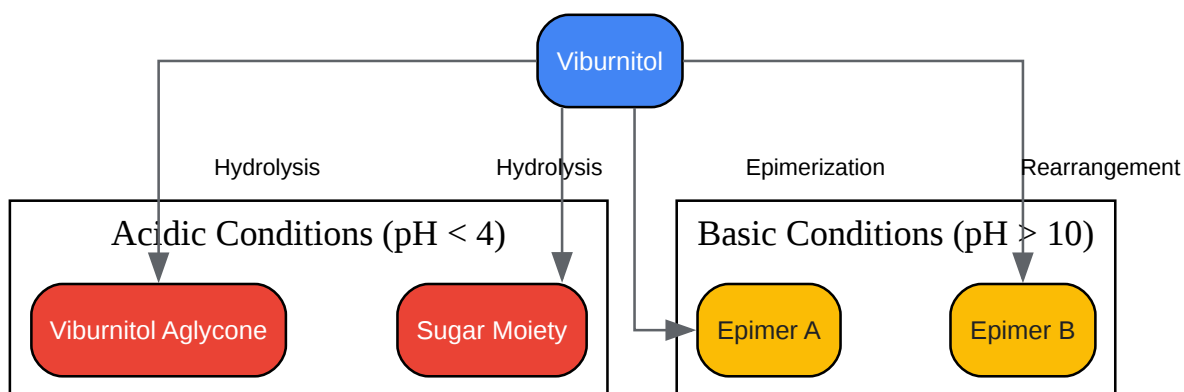 Viburnitol
Hydrolysis
Hydrolysis
Epimerization
Rearrangement
Acidic Conditions (pH < 4)
Basic Conditions (pH > 10)
Viburnitol Aglycone
Sugar Moiety
Epimer A
Epimer B